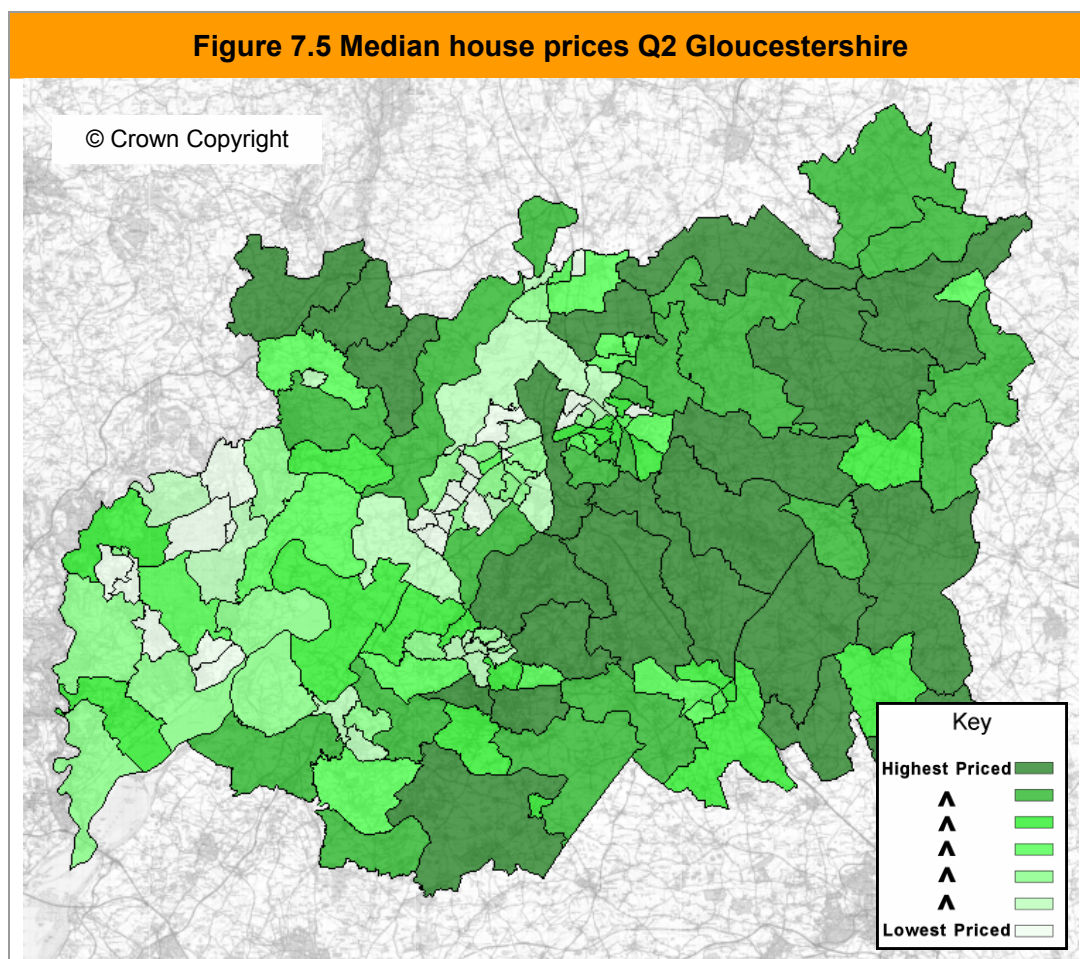 Figure 7.5 Median house prices Q2 Gloucestershire
© Crown Copyright
Key
Highest Priced
^
^
^
^
^
Lowest Priced